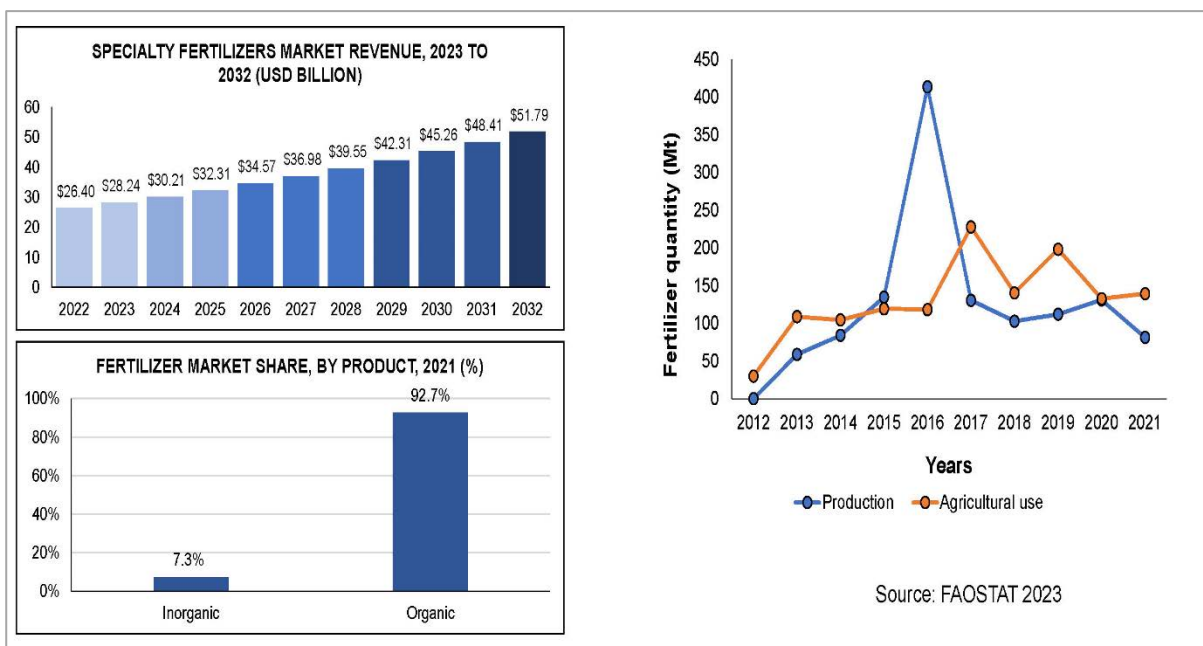 SPECIALTY FERTILIZERS MARKET REVENUE, 2023 TO
2032 (USD BILLION)
60
50
40
30
20
10
0
$26.40 $28.24 $30.21 $32.31 $34.57 $36.98 $39.55 $42.31 $45.26 $48.41 $51.79
2022 2023 2024 2025 2026 2027 2028 2029 2030 2031 2032
FERTILIZER MARKET SHARE, BY PRODUCT, 2021 (%)
100%
80%
60%
40%
20%
0%
7.3% 92.7%
Inorganic Organic
Fertilizer quantity (Mt)
450
400
350
300
250
200
150
100
50
0
2012 2013 2014 2015 2016 2017 2018 2019 2020 2021
Years
Production Agricultural use
Source: FAOSTAT 2023